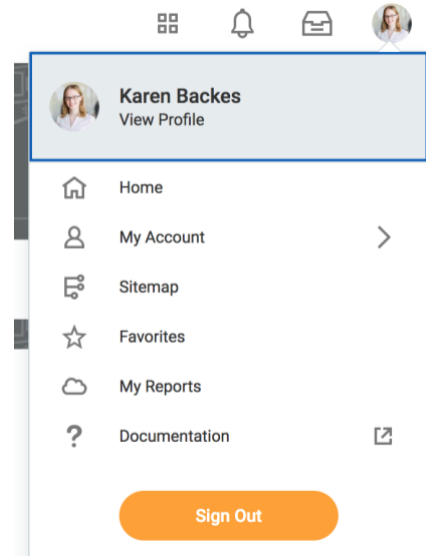 Karen Backes
View Profile
Home
My Account
Sitemap
Favorites
My Reports
Documentation
Sign Out